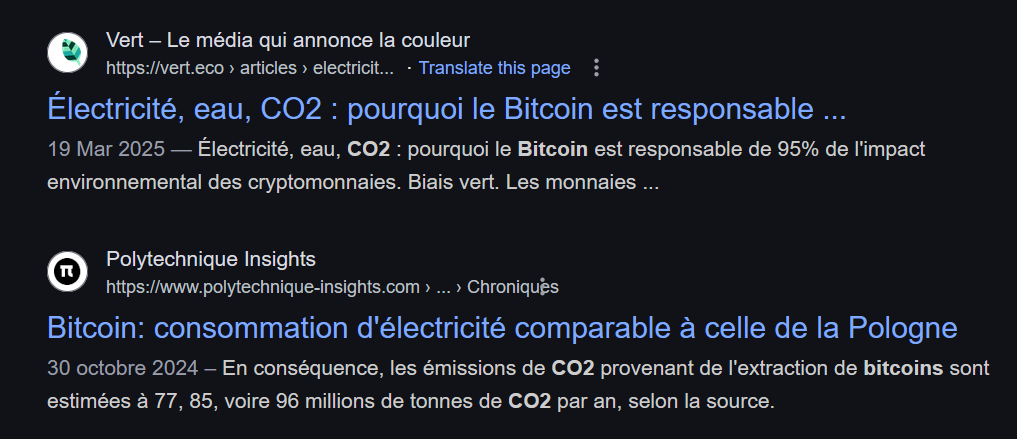 Vert – Le média qui annonce la couleur
https://vert.eco › articles › electricit... · Translate this page
Électricité, eau, CO2 : pourquoi le Bitcoin est responsable ...
19 Mar 2025 — Électricité, eau, CO2 : pourquoi le Bitcoin est responsable de 95% de l'impact
environnemental des cryptomonnaies. Biais vert. Les monnaies ...
Polytechnique Insights
https://www.polytechnique-insights.com › ... › Chroniques
Bitcoin: consommation d'électricité comparable à celle de la Pologne
30 octobre 2024 – En conséquence, les émissions de CO2 provenant de l'extraction de bitcoins sont
estimées à 77, 85, voire 96 millions de tonnes de CO2 par an, selon la source.